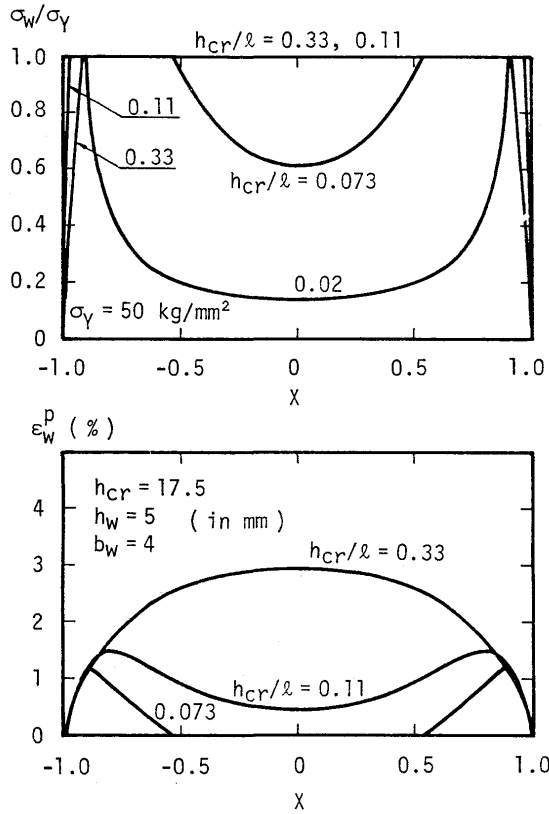 σw/σY
hcr/ℓ = 0.33, 0.11
1.0
0.8
0.6
0.4
0.2
0
0.11
0.33
hcr/ℓ = 0.073
0.02
σY = 50 kg/mm²
-1.0 -0.5 0 0.5 1.0
X
εw^p (%)
4
3
2
1
0
hcr = 17.5
hw = 5 (in mm)
bw = 4
hcr/ℓ = 0.33
hcr/ℓ = 0.11
0.073
-1.0 -0.5 0 0.5 1.0
X